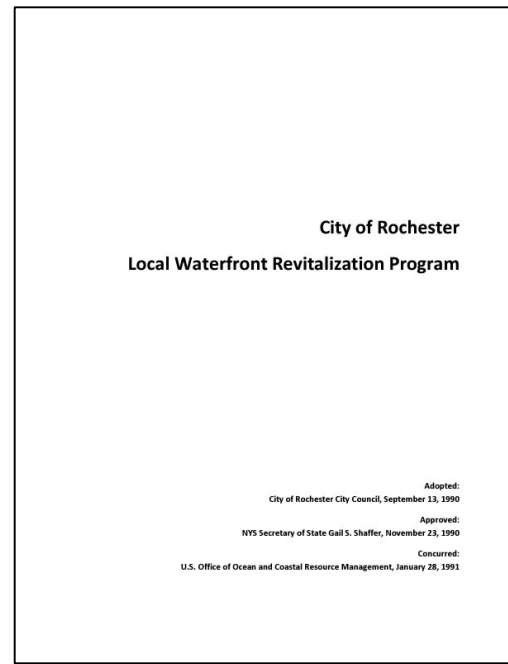 City of Rochester
Local Waterfront Revitalization Program
Adopted:
City of Rochester City Council, September 13, 1990
Approved:
NYS Secretary of State Gail S. Shaffer, November 23, 1990
Concurred:
U.S. Office of Ocean and Coastal Resource Management, January 28, 1991